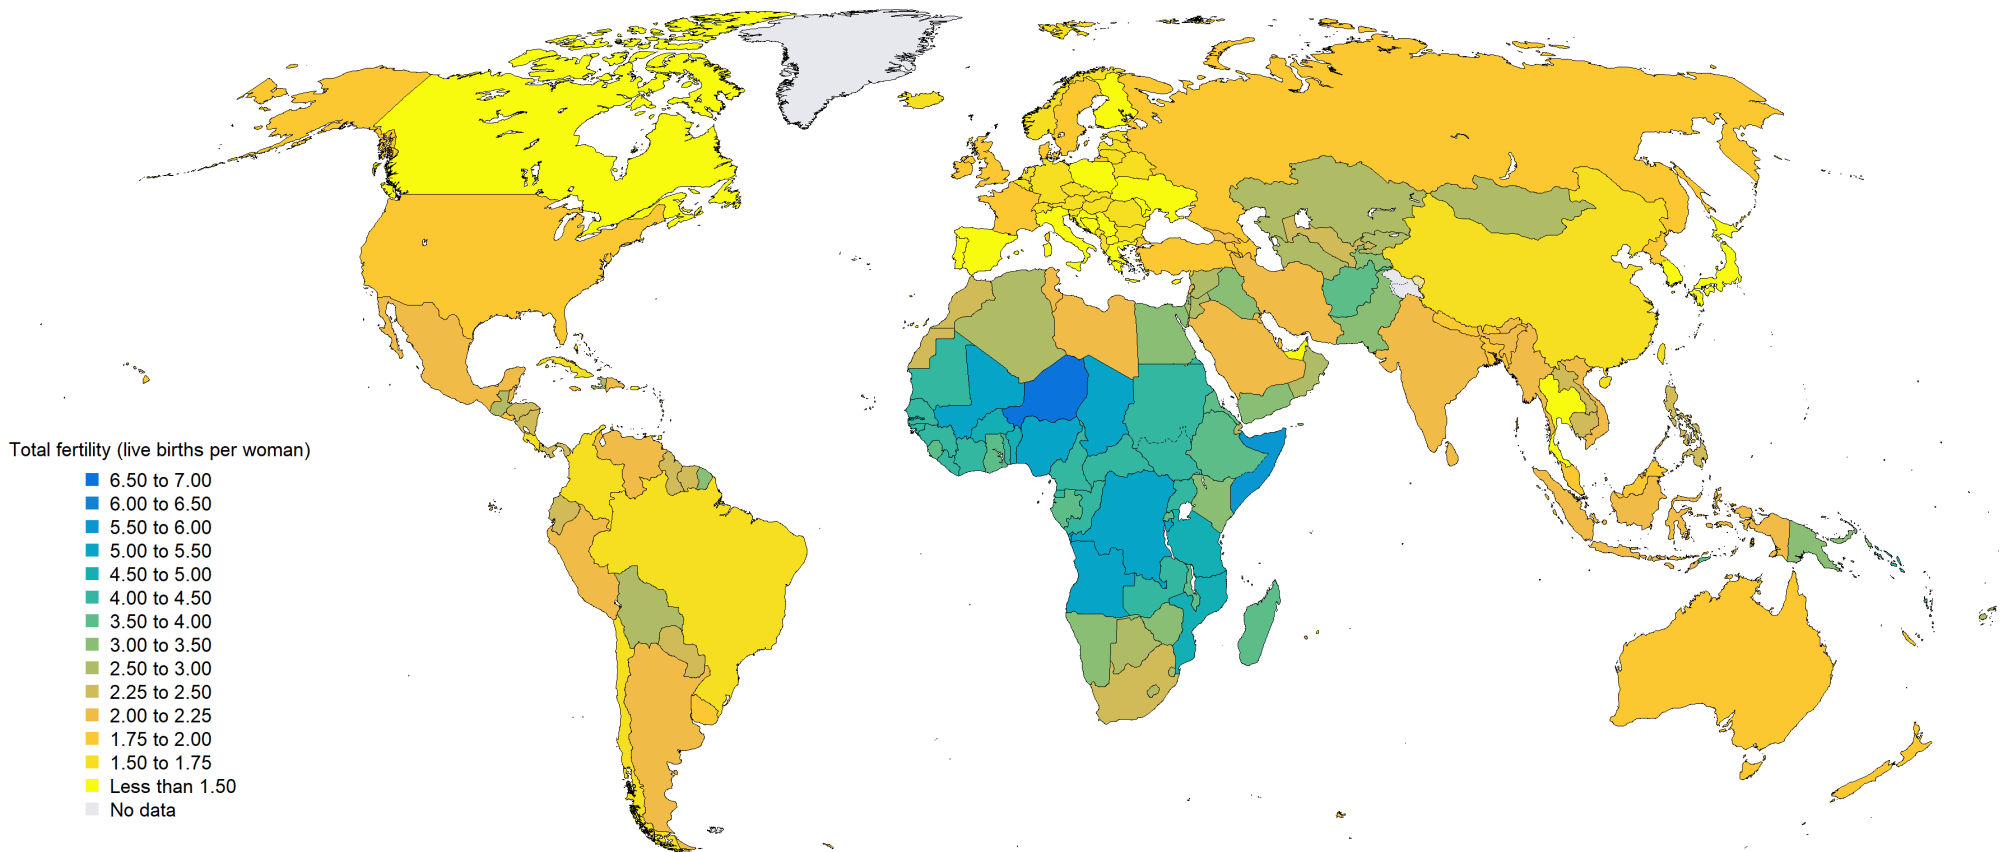 Total fertility (live births per woman)
6.50 to 7.00
6.00 to 6.50
5.50 to 6.00
5.00 to 5.50
4.50 to 5.00
4.00 to 4.50
3.50 to 4.00
3.00 to 3.50
2.50 to 3.00
2.25 to 2.50
2.00 to 2.25
1.75 to 2.00
1.50 to 1.75
Less than 1.50
No data